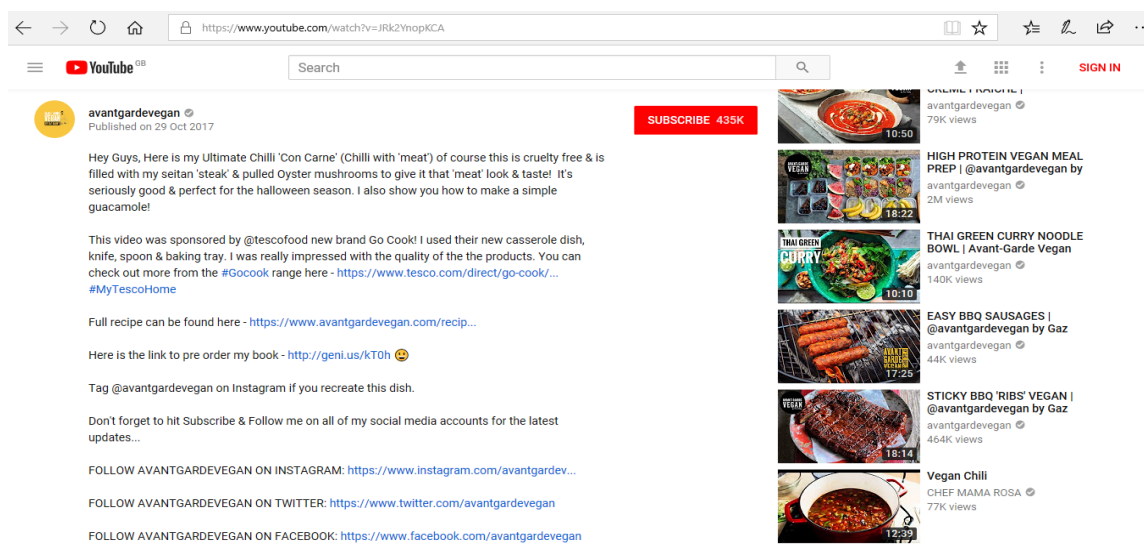 https://www.youtube.com/watch?v=JRk2YnopKCA
YouTube GB
Search
SIGN IN
avantgardevegan
Published on 29 Oct 2017
SUBSCRIBE 435K
Hey Guys, Here is my Ultimate Chilli 'Con Carne' (Chilli with 'meat') of course this is cruelty free & is
filled with my seitan 'steak' & pulled Oyster mushrooms to give it that 'meat' look & taste! It's
seriously good & perfect for the halloween season. I also show you how to make a simple
guacamole!
This video was sponsored by @tescofood new brand Go Cook! I used their new casserole dish,
knife, spoon & baking tray. I was really impressed with the quality of the the products. You can
check out more from the #Gocook range here - https://www.tesco.com/direct/go-cook/...
#MyTescoHome
Full recipe can be found here - https://www.avantgardevegan.com/recip...
Here is the link to pre order my book - http://geni.us/kT0h
Tag @avantgardevegan on Instagram if you recreate this dish.
Don't forget to hit Subscribe & Follow me on all of my social media accounts for the latest
updates...
FOLLOW AVANTGARDEVEGAN ON INSTAGRAM: https://www.instagram.com/avantgardev...
FOLLOW AVANTGARDEVEGAN ON TWITTER: https://www.twitter.com/avantgardevegan
FOLLOW AVANTGARDEVEGAN ON FACEBOOK: https://www.facebook.com/avantgardevegan
CRÈME FRAICHE |
avantgardevegan
79K views
10:50
HIGH PROTEIN VEGAN MEAL
PREP | @avantgardevegan by
avantgardevegan
2M views
18:22
THAI GREEN
CURRY
10:10
THAI GREEN CURRY NOODLE
BOWL | Avant-Garde Vegan
avantgardevegan
140K views
EASY BBQ SAUSAGES |
@avantgardevegan by Gaz
avantgardevegan
44K views
AVANT
GARDE
VEGAN
17:25
STICKY BBQ 'RIBS' VEGAN |
@avantgardevegan by Gaz
avantgardevegan
464K views
VEGAN
18:14
Vegan Chili
CHEF MAMA ROSA
77K views
12:39